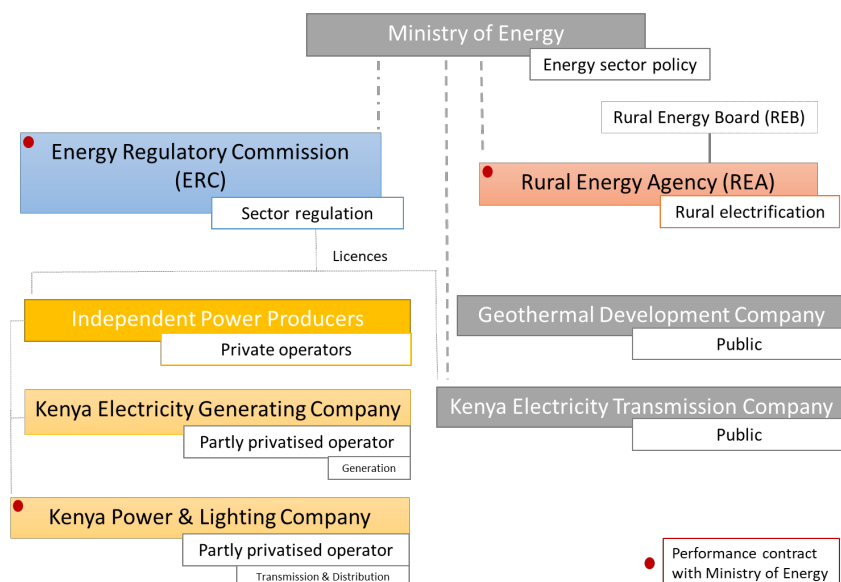 Ministry of Energy
Energy sector policy
Rural Energy Board (REB)
Energy Regulatory Commission
(ERC)
Sector regulation
Rural Energy Agency (REA)
Rural electrification
Licences
Independent Power Producers
Private operators
Geothermal Development Company
Public
Kenya Electricity Generating Company
Partly privatised operator
Generation
Kenya Electricity Transmission Company
Public
Kenya Power & Lighting Company
Partly privatised operator
Transmission & Distribution
Performance contract
with Ministry of Energy